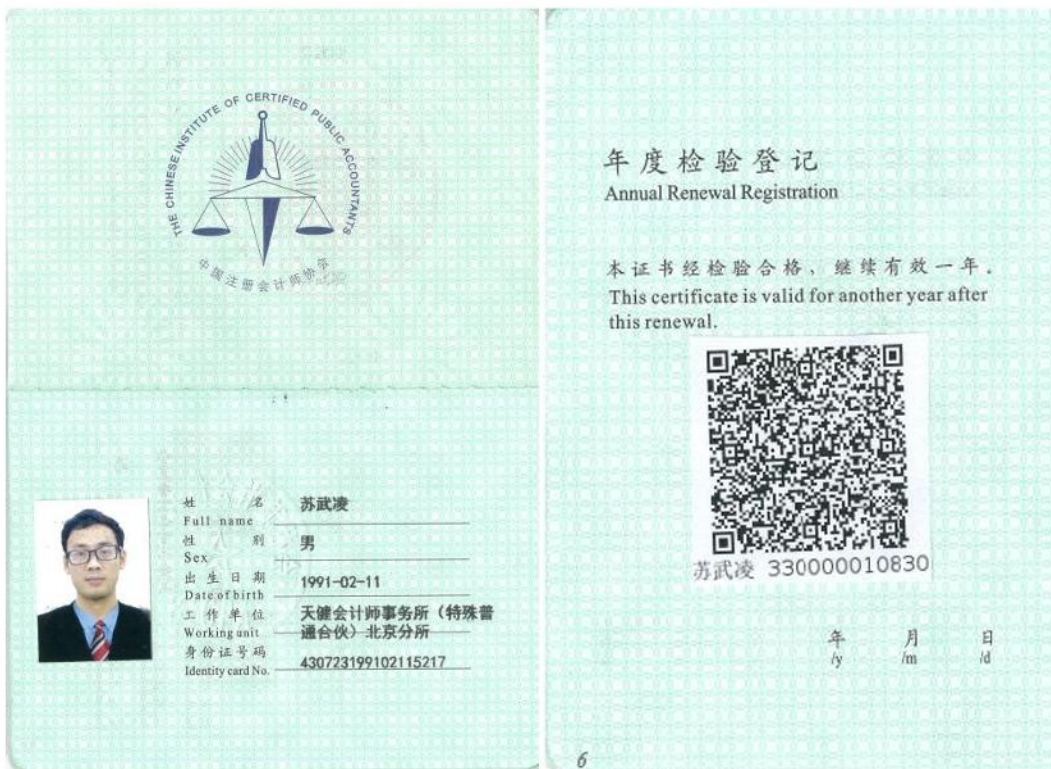 THE CHINESE INSTITUTE OF CERTIFIED PUBLIC ACCOUNTANTS
中国注册会计师协会
姓 名 苏武凌
Full name
性 别 男
Sex
出生日期 1991-02-11
Date of birth
工作单位 天健会计师事务所（特殊普
Working unit 通合伙）北京分所
身份证号码 430723199102115217
Identity card No.
年度检验登记
Annual Renewal Registration
本证书经检验合格，继续有效一年。
This certificate is valid for another year after
this renewal.
苏武凌 330000010830
年 月 日
/y /m /d
6